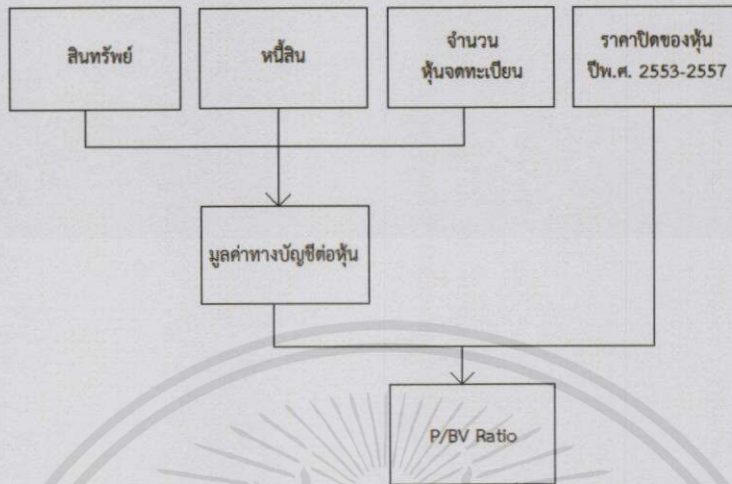 สินทรัพย์
หนี้สิน
จำนวน
หุ้นจดทะเบียน
ราคาปิดของหุ้น
ปีพ.ศ. 2553-2557
มูลค่าทางบัญชีต่อหุ้น
P/BV Ratio